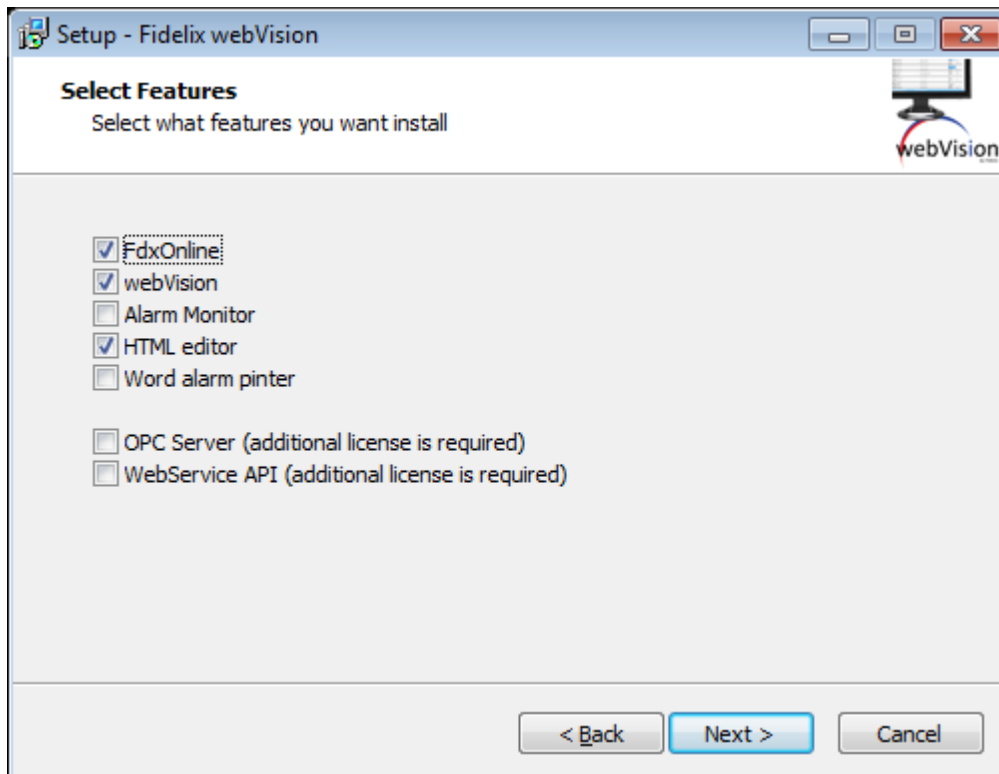 Setup - Fidelix webVision
Select Features
Select what features you want install
webVision
FdxOnline
webVision
Alarm Monitor
HTML editor
Word alarm pinter
OPC Server (additional license is required)
WebService API (additional license is required)
< Back
Next >
Cancel